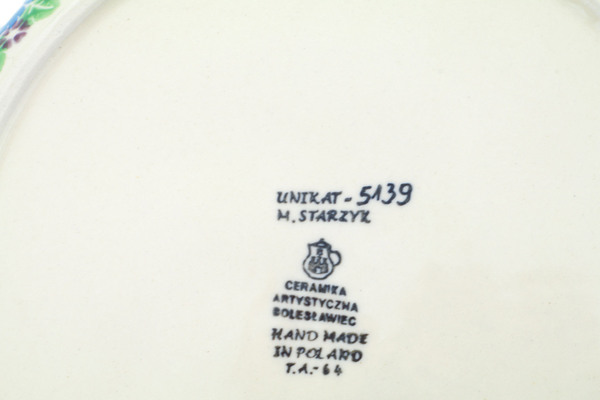 UNIKAT - 5139
M. STARZYK
CERAMIKA
ARTYSTYCZNA
BOLESŁAWIEC
HAND MADE
IN POLAND
T.A.-64